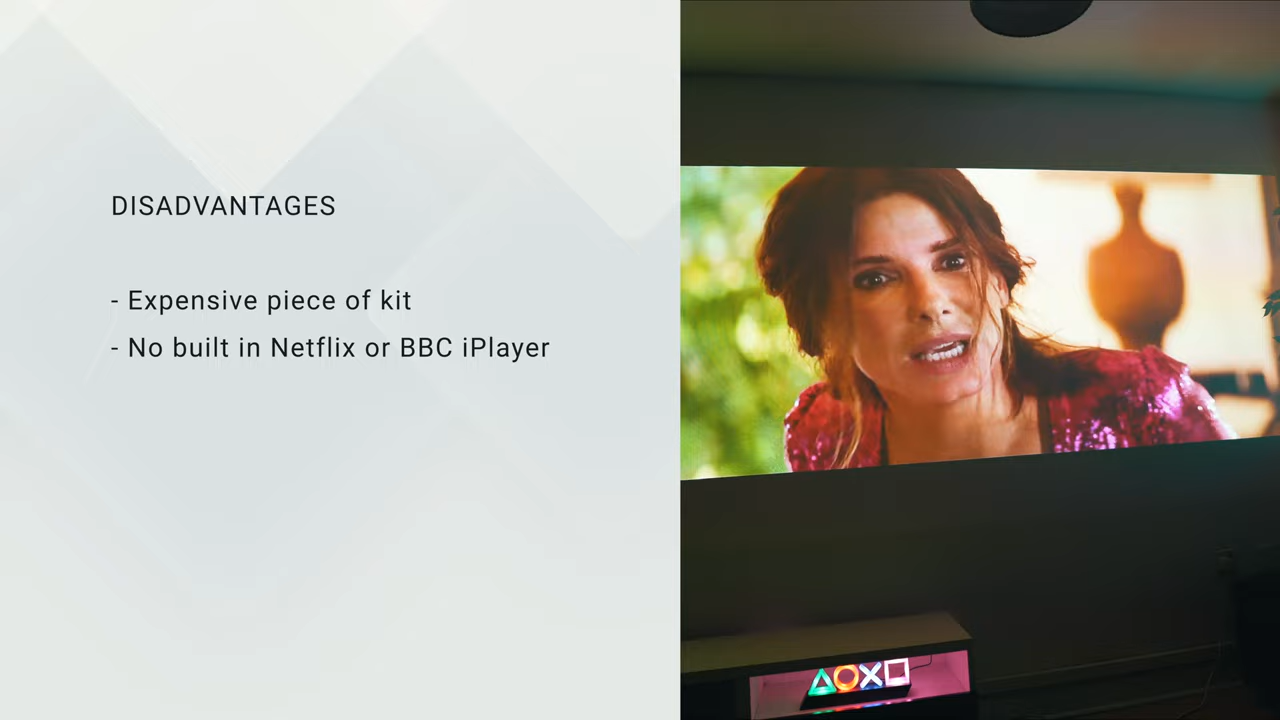 DISADVANTAGES
- Expensive piece of kit
- No built in Netflix or BBC iPlayer